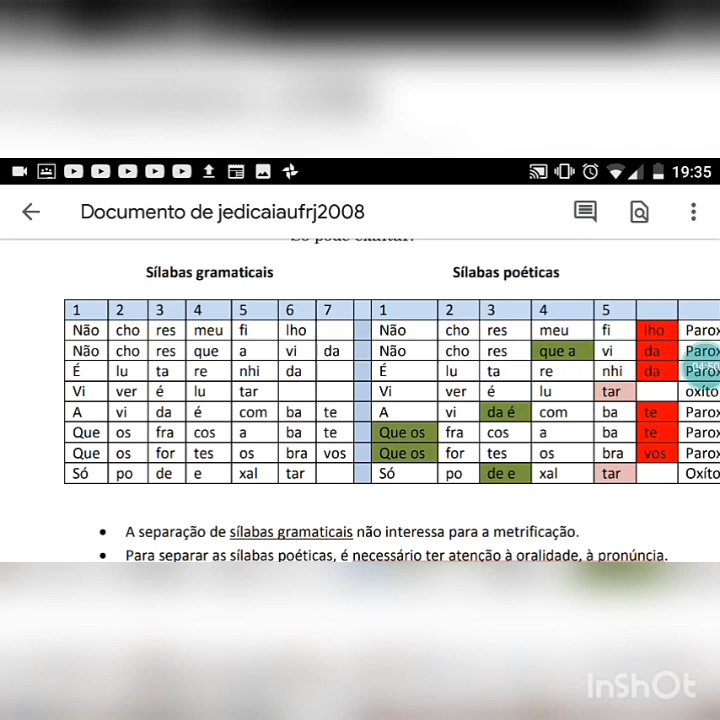 19:35
Documento de jedicaiaufrj2008
Só pode exaltar.
Sílabas gramaticais Sílabas poéticas
1 2 3 4 5 6 7 1 2 3 4 5
Não cho res meu fi lho Não cho res meu fi lho Parox
Não cho res que a vi da Não cho res que a vi da Parox
É lu ta re nhi da É lu ta re nhi da Parox
Vi ver é lu tar Vi ver é lu tar oxíto
A vi da é com ba te A vi da é com ba te Parox
Que os fra cos a ba te Que os fra cos a ba te Parox
Que os for tes os bra vos Que os for tes os bra vos Parox
Só po de e xal tar Só po de e xal tar Oxíto
• A separação de sílabas gramaticais não interessa para a metrificação.
• Para separar as sílabas poéticas, é necessário ter atenção à oralidade, à pronúncia.
InShOt